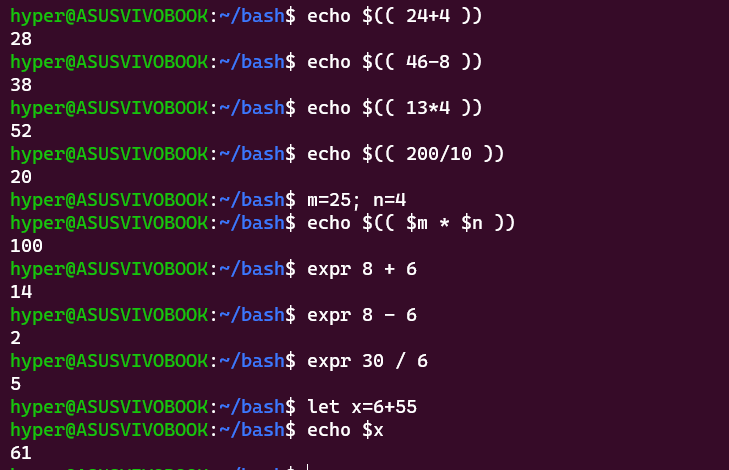 hyper@ASUSVIVOBOOK:~/bash$ echo $(( 24+4 ))
28
hyper@ASUSVIVOBOOK:~/bash$ echo $(( 46-8 ))
38
hyper@ASUSVIVOBOOK:~/bash$ echo $(( 13*4 ))
52
hyper@ASUSVIVOBOOK:~/bash$ echo $(( 200/10 ))
20
hyper@ASUSVIVOBOOK:~/bash$ m=25; n=4
hyper@ASUSVIVOBOOK:~/bash$ echo $(( $m * $n ))
100
hyper@ASUSVIVOBOOK:~/bash$ expr 8 + 6
14
hyper@ASUSVIVOBOOK:~/bash$ expr 8 - 6
2
hyper@ASUSVIVOBOOK:~/bash$ expr 30 / 6
5
hyper@ASUSVIVOBOOK:~/bash$ let x=6+55
hyper@ASUSVIVOBOOK:~/bash$ echo $x
61